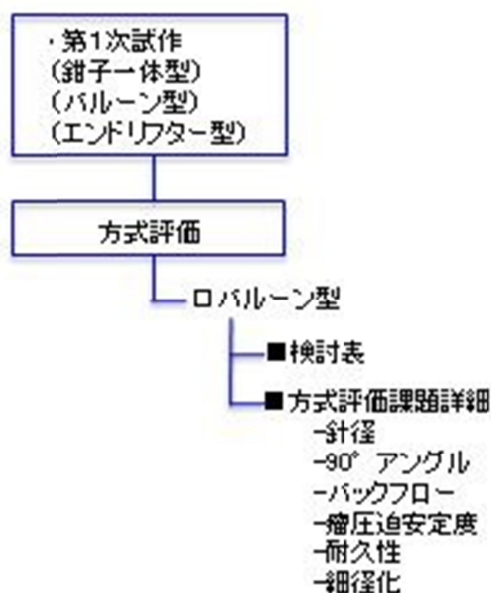 ・第1次試作
(鉗子一体型)
(バルーン型)
(エンドリフター型)
方式評価
ロバルーン型
■検討表
■方式評価課題詳細
-針径
-90°アングル
-バックフロー
-瘤圧迫安定度
-耐久性
-細径化